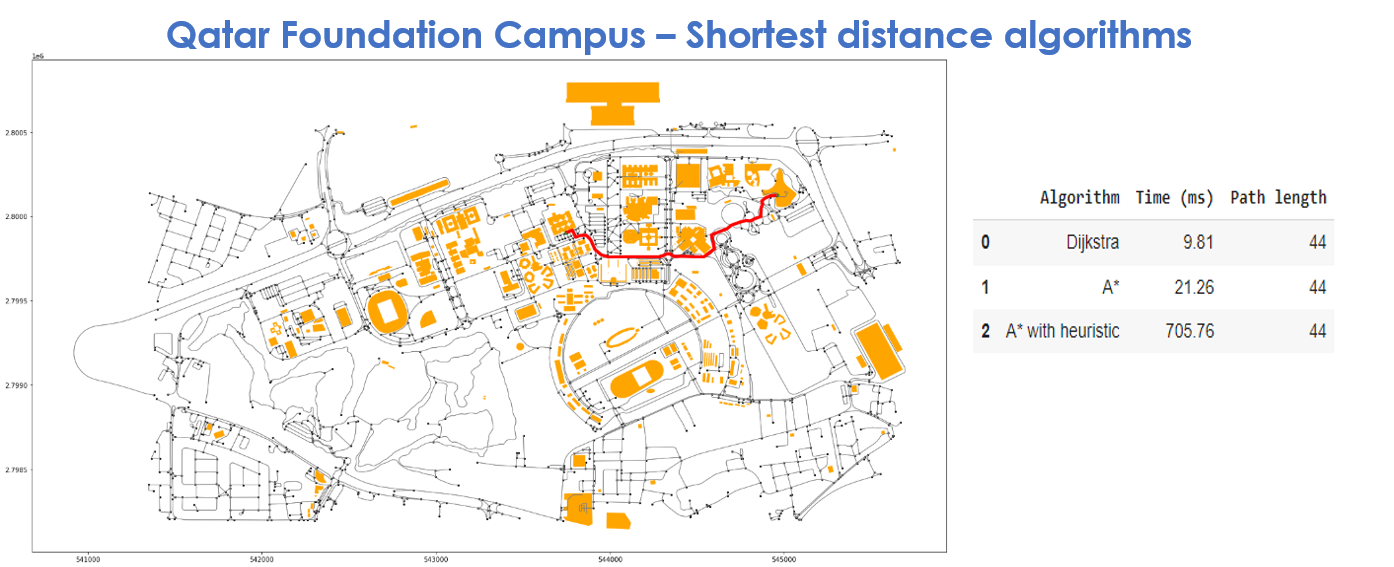 Qatar Foundation Campus – Shortest distance algorithms
1e6
2.8005
2.8000
2.7995
2.7990
2.7985
541000 542000 543000 544000 545000
Algorithm Time (ms) Path length
0 Dijkstra 9.81 44
1 A* 21.26 44
2 A* with heuristic 705.76 44